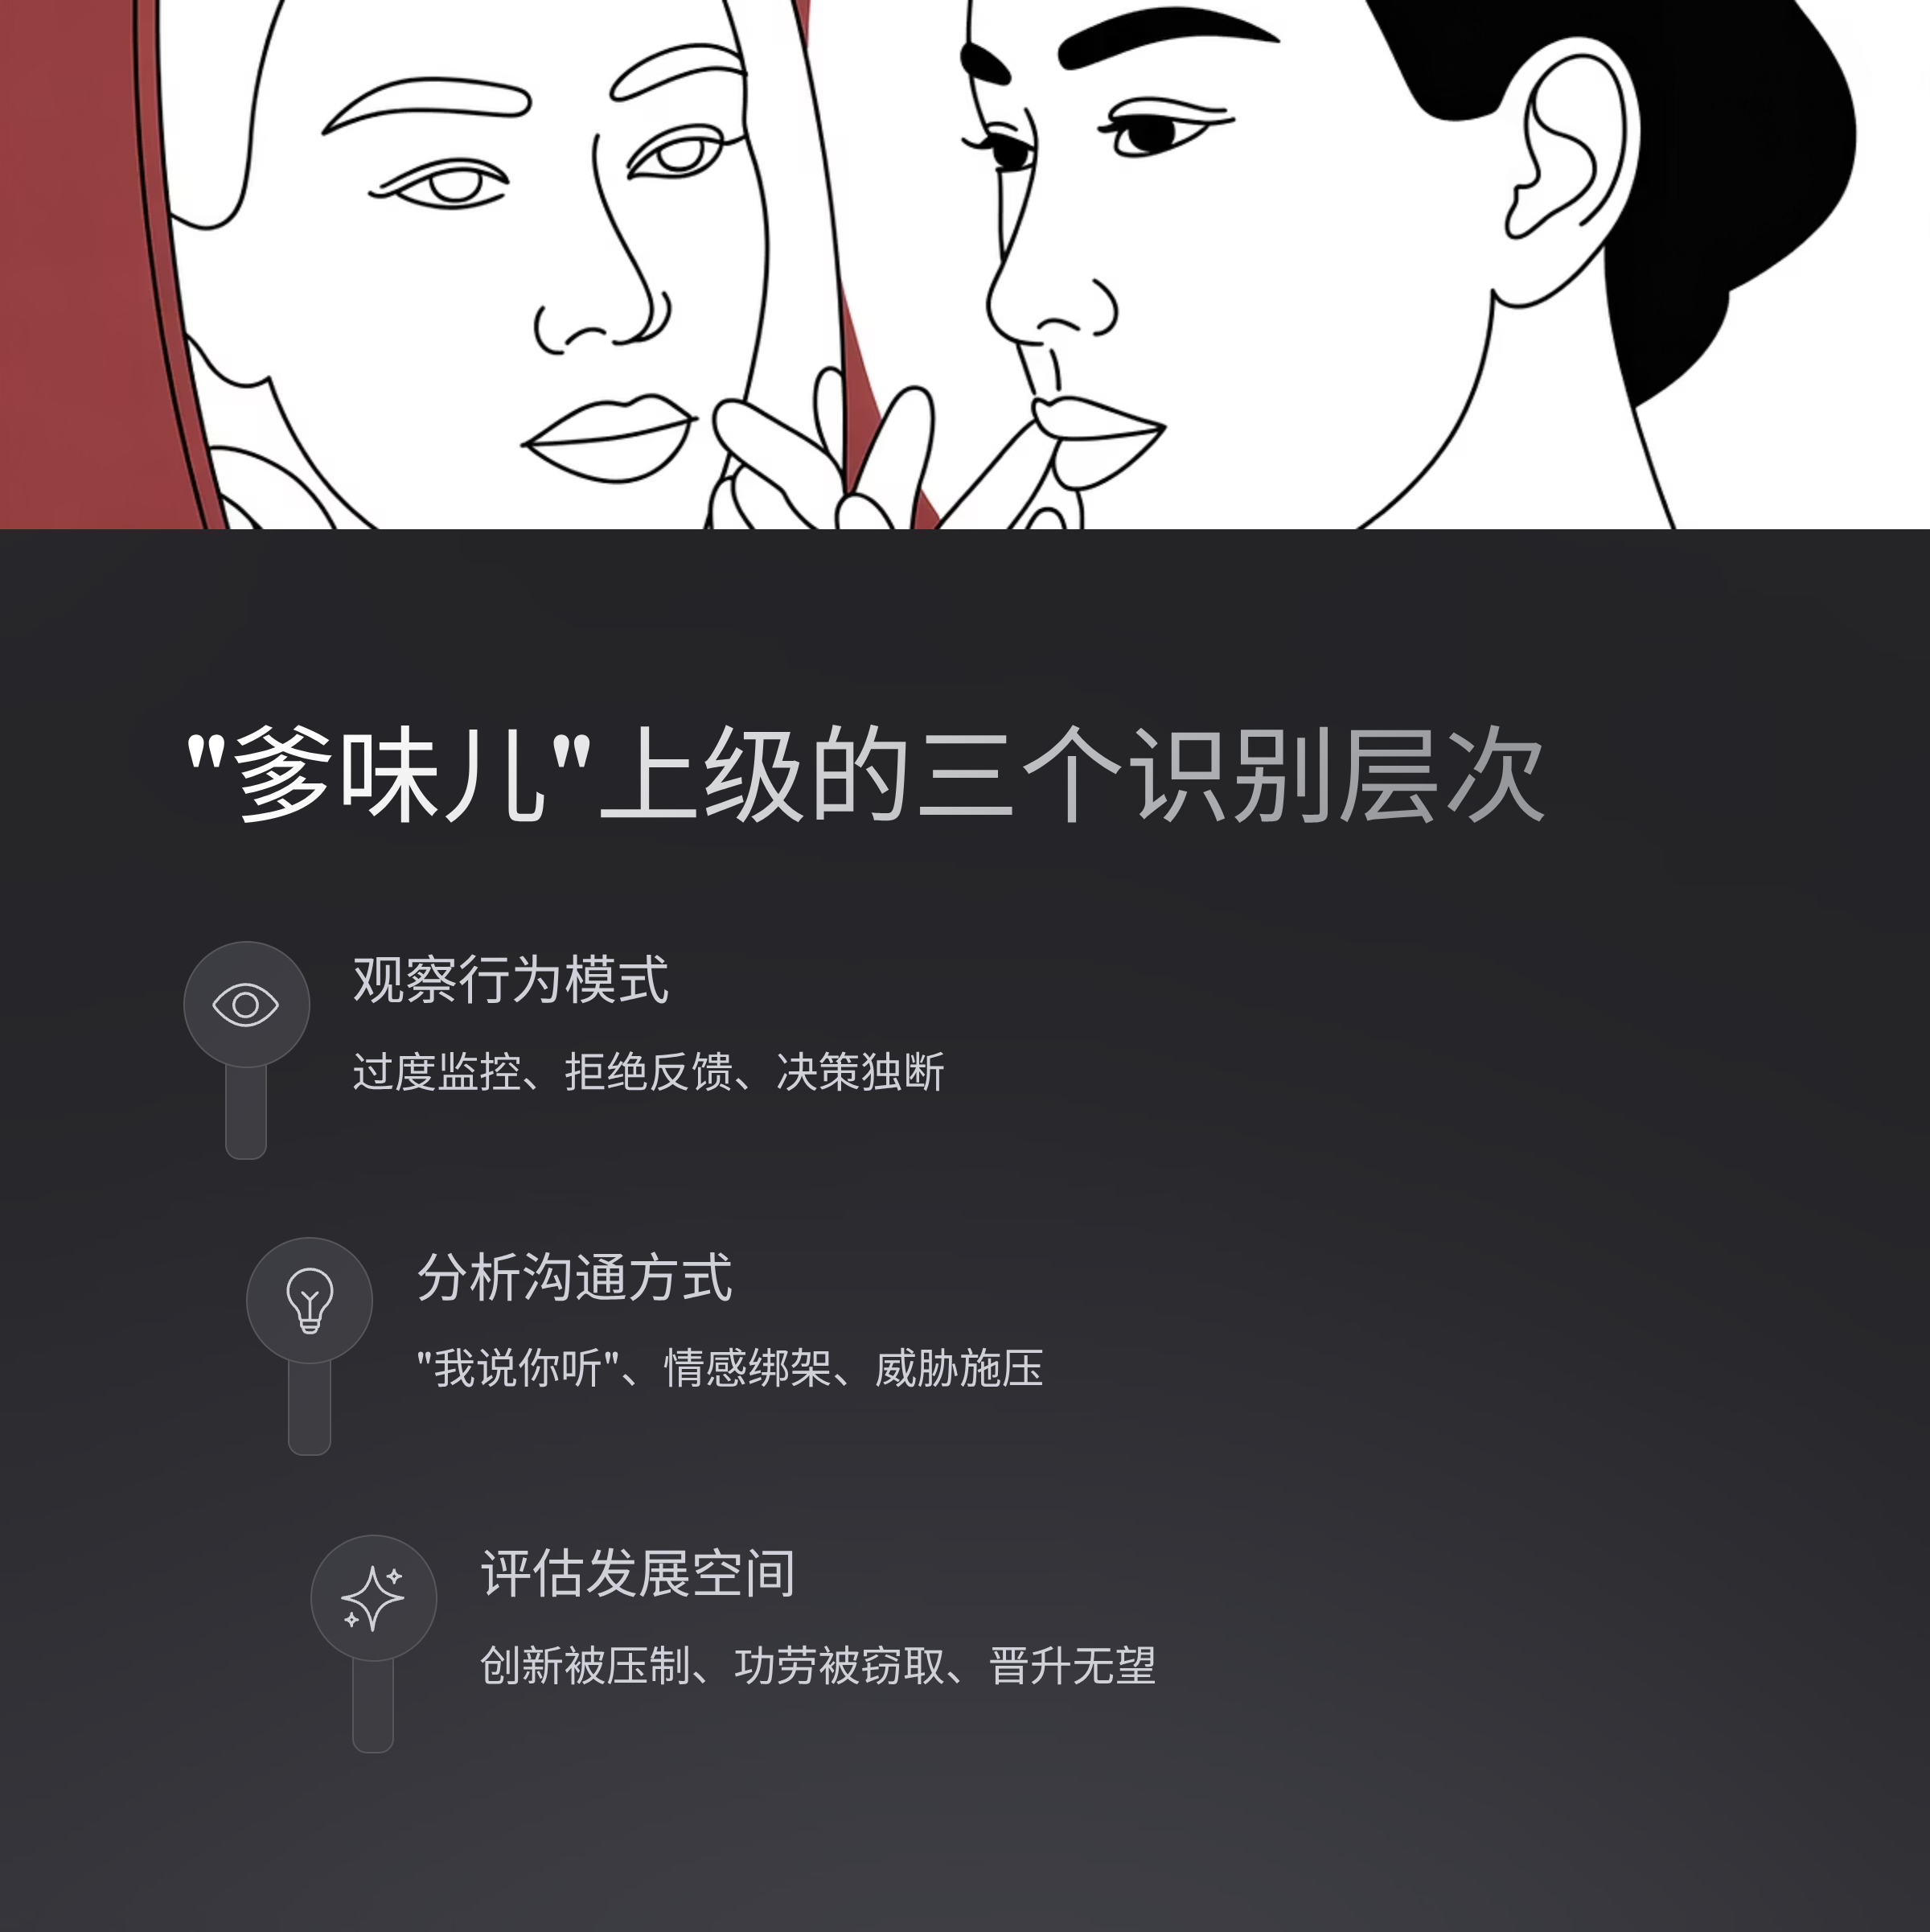 "爹味儿"上级的三个识别层次
观察行为模式
过度监控、拒绝反馈、决策独断
分析沟通方式
"我说你听"、情感绑架、威胁施压
评估发展空间
创新被压制、功劳被窃取、晋升无望